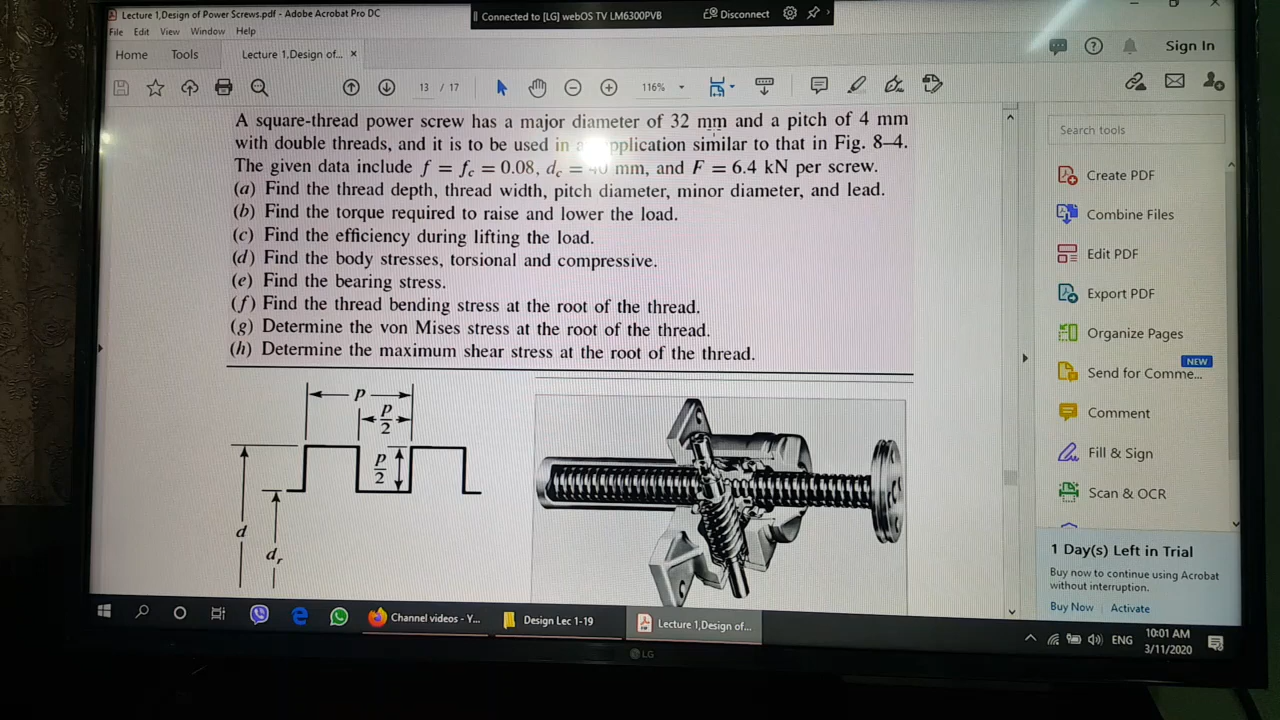 Lecture 1,Design of Power Screws.pdf - Adobe Acrobat Pro DC
Connected to [LG] webOS TV LM6300PVB Disconnect
File Edit View Window Help
Home Tools Lecture 1.Design of... × Sign In
13 / 17 116%
A square-thread power screw has a major diameter of 32 mm and a pitch of 4 mm
with double threads, and it is to be used in application similar to that in Fig. 8–4.
The given data include f = fc = 0.08, dc = mm, and F = 6.4 kN per screw.
(a) Find the thread depth, thread width, pitch diameter, minor diameter, and lead.
(b) Find the torque required to raise and lower the load.
(c) Find the efficiency during lifting the load.
(d) Find the body stresses, torsional and compressive.
(e) Find the bearing stress.
(f) Find the thread bending stress at the root of the thread.
(g) Determine the von Mises stress at the root of the thread.
(h) Determine the maximum shear stress at the root of the thread.
p
p/2
p/2
d
dr
Search tools
Create PDF
Combine Files
Edit PDF
Export PDF
Organize Pages
NEW
Send for Comme...
Comment
Fill & Sign
Scan & OCR
1 Day(s) Left in Trial
Buy now to continue using Acrobat
without interruption.
Buy Now Activate
Channel videos - Y... Design Lec 1-19 Lecture 1,Design of...
ENG
10:01 AM
3/11/2020
LG